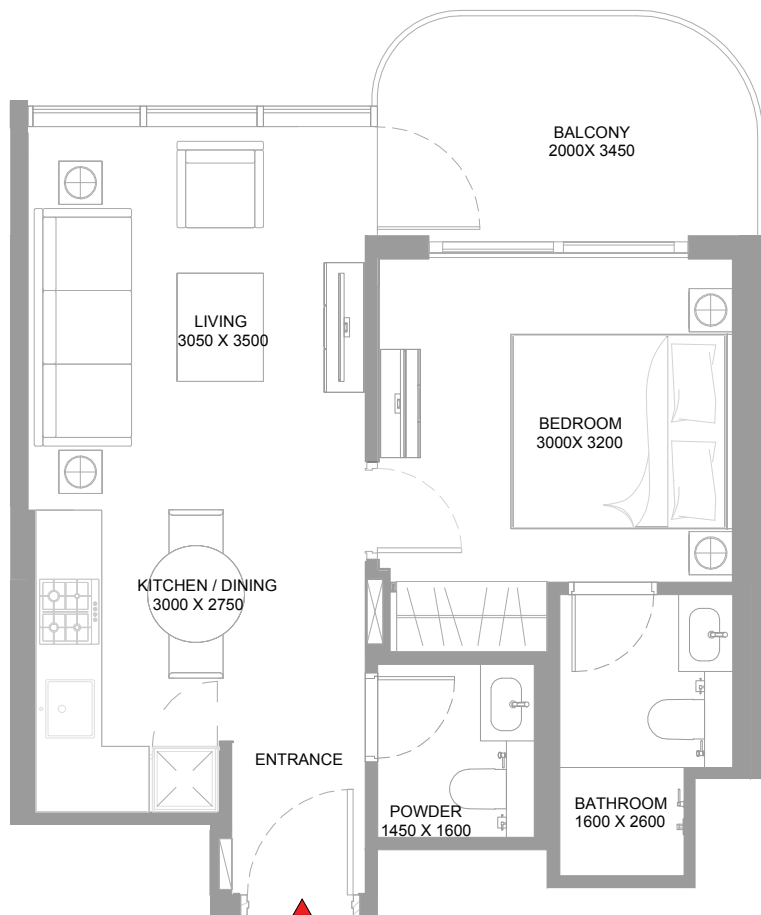 BALCONY
2000X 3450
LIVING
3050 X 3500
BEDROOM
3000X 3200
KITCHEN / DINING
3000 X 2750
ENTRANCE
POWDER
1450 X 1600
BATHROOM
1600 X 2600